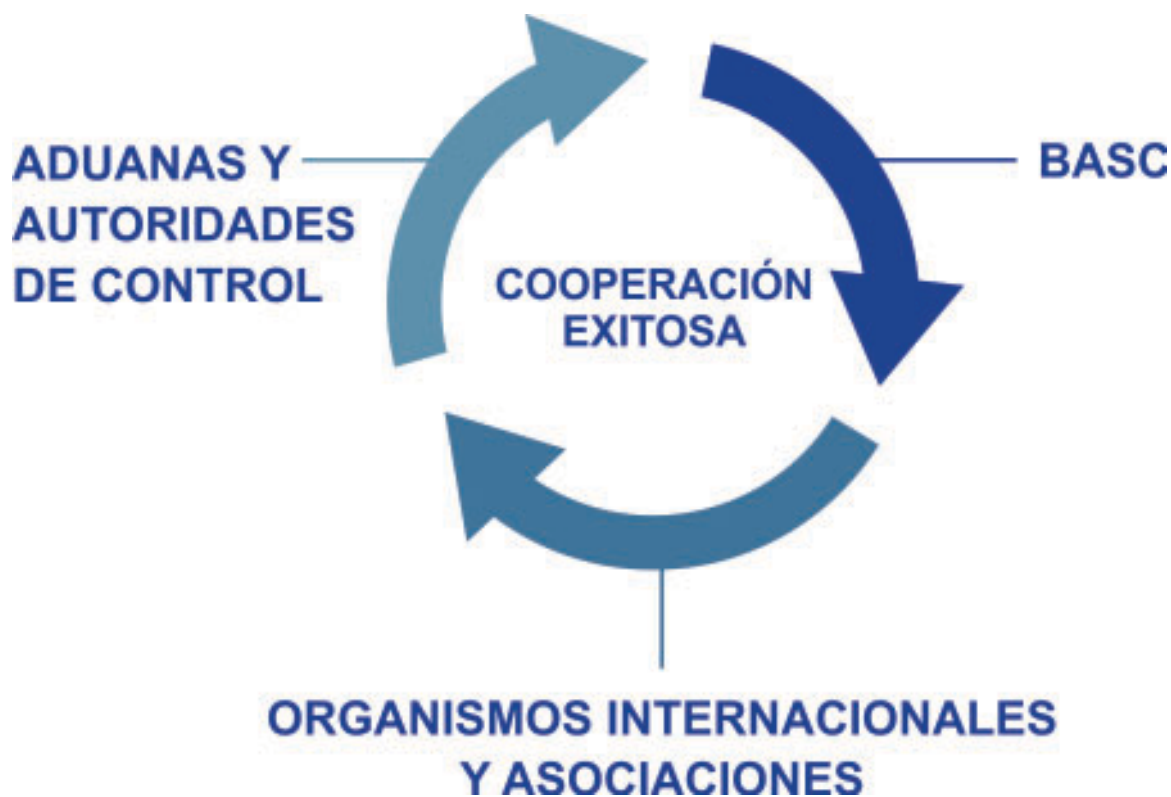 ADUANAS Y
AUTORIDADES
DE CONTROL
BASC
COOPERACIÓN
EXITOSA
ORGANISMOS INTERNACIONALES
Y ASOCIACIONES